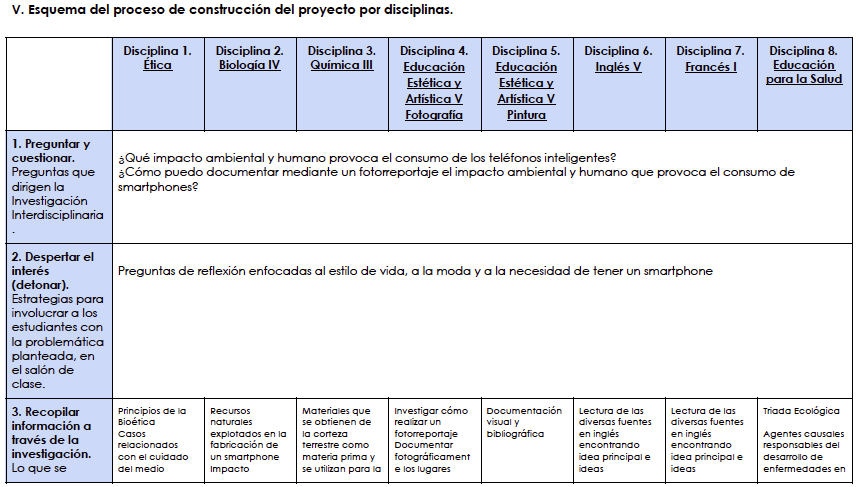 V. Esquema del proceso de construcción del proyecto por disciplinas.
Disciplina 1.
Ética
Disciplina 2.
Biología IV
Disciplina 3.
Química III
Disciplina 4.
Educación
Estética y
Artística V
Fotografía
Disciplina 5.
Educación
Estética y
Artística V
Pintura
Disciplina 6.
Inglés V
Disciplina 7.
Francés I
Disciplina 8.
Educación
para la Salud
1. Preguntar y
cuestionar.
Preguntas que
dirigen la
Investigación
Interdisciplinaria
.
¿Qué impacto ambiental y humano provoca el consumo de los teléfonos inteligentes?
¿Cómo puedo documentar mediante un fotorreportaje el impacto ambiental y humano que provoca el consumo de
smartphones?
2. Despertar el
interés
(detonar).
Estrategias para
involucrar a los
estudiantes con
la problemática
planteada, en
el salón de
clase.
Preguntas de reflexión enfocadas al estilo de vida, a la moda y a la necesidad de tener un smartphone
3. Recopilar
información a
través de la
investigación.
Lo que se
Principios de la
Bioética
Casos
relacionados
con el cuidado
del medio
Recursos
naturales
explotados en la
fabricación de
un smartphone
Impacto
Materiales que
se obtienen de
la corteza
terrestre como
materia prima y
se utilizan para la
Investigar cómo
realizar un
fotorreportaje
Documentar
fotográficament
e los lugares
Documentación
visual y
bibliográfica
Lectura de las
diversas fuentes
en inglés
encontrando
idea principal e
ideas
Lectura de las
diversas fuentes
en inglés
encontrando
idea principal e
ideas
Triada Ecológica
Agentes causales
responsables del
desarrollo de
enfermedades en